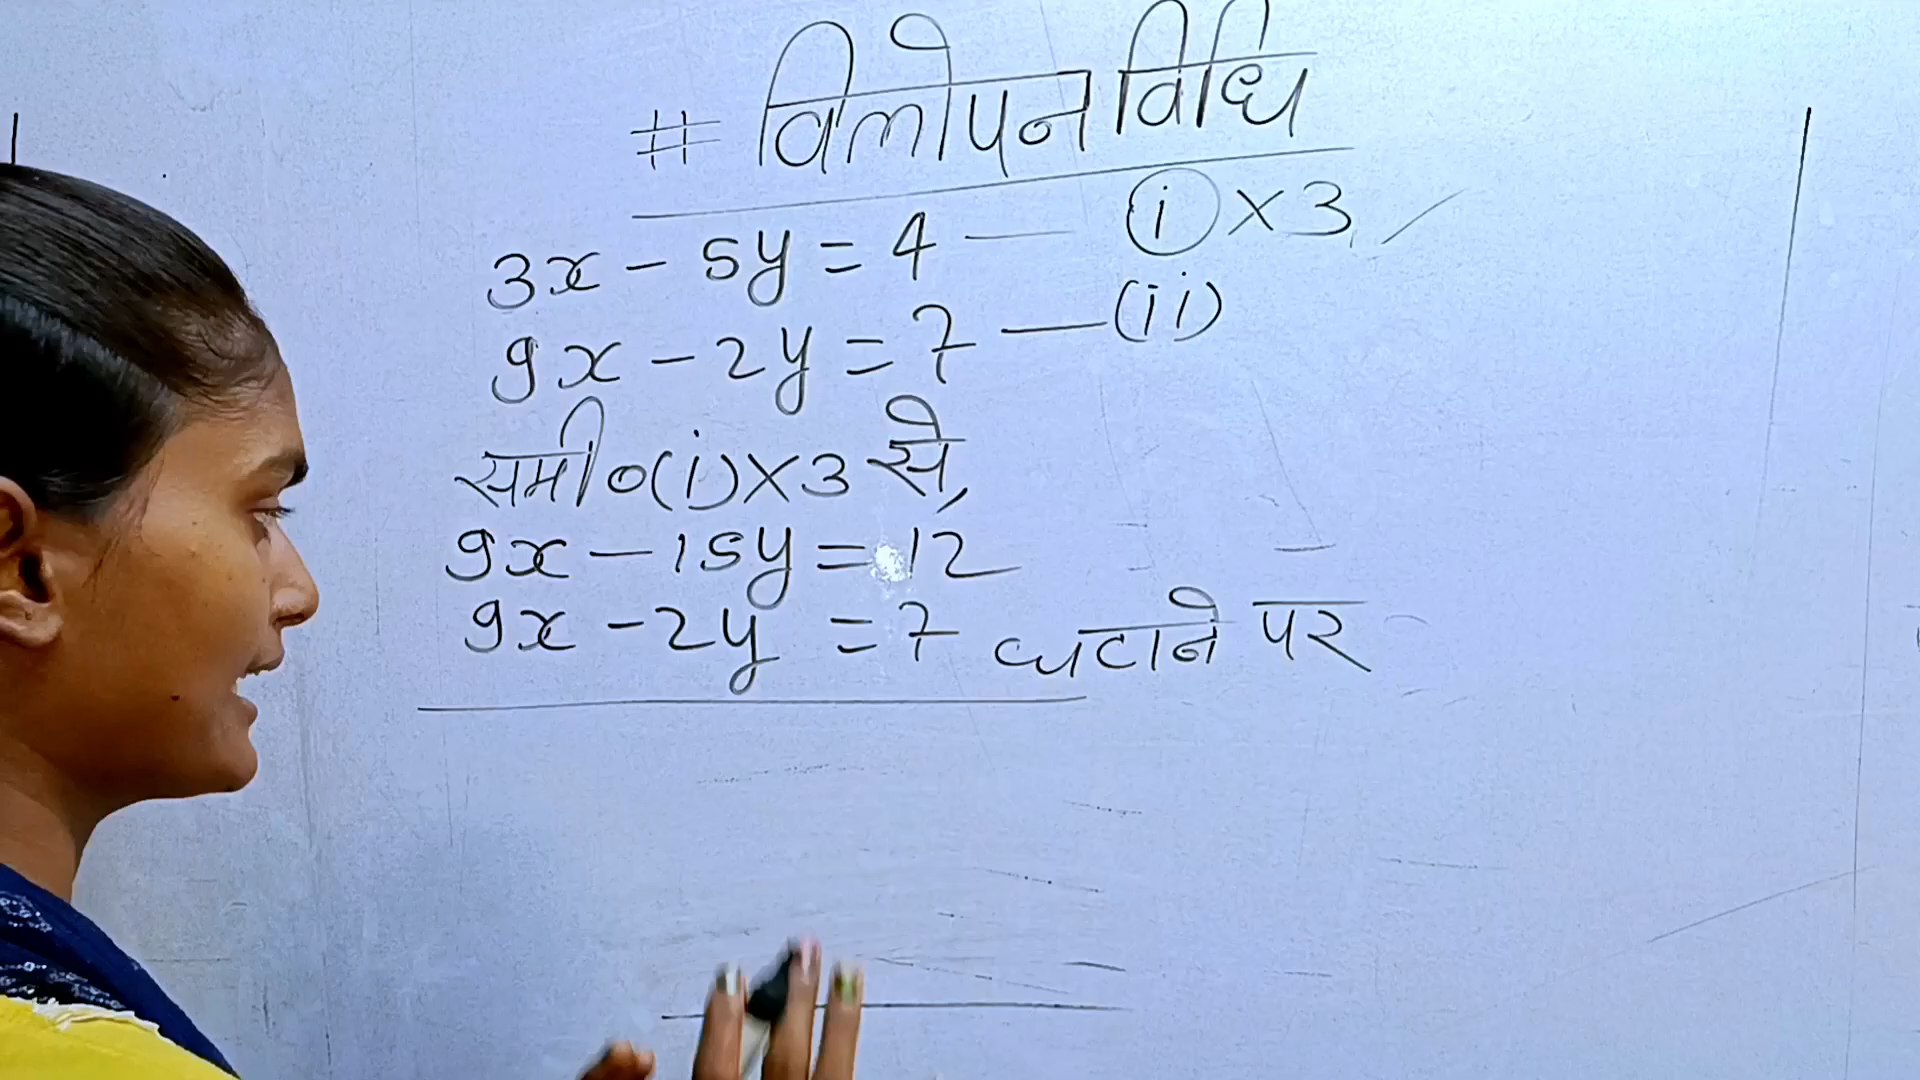 # विलोपन विधि
3x - 5y = 4 — (i) × 3
9x - 2y = 7 — (ii)
समी०(i)×3 से,
9x - 15y = 12
9x - 2y = 7 घटाने पर